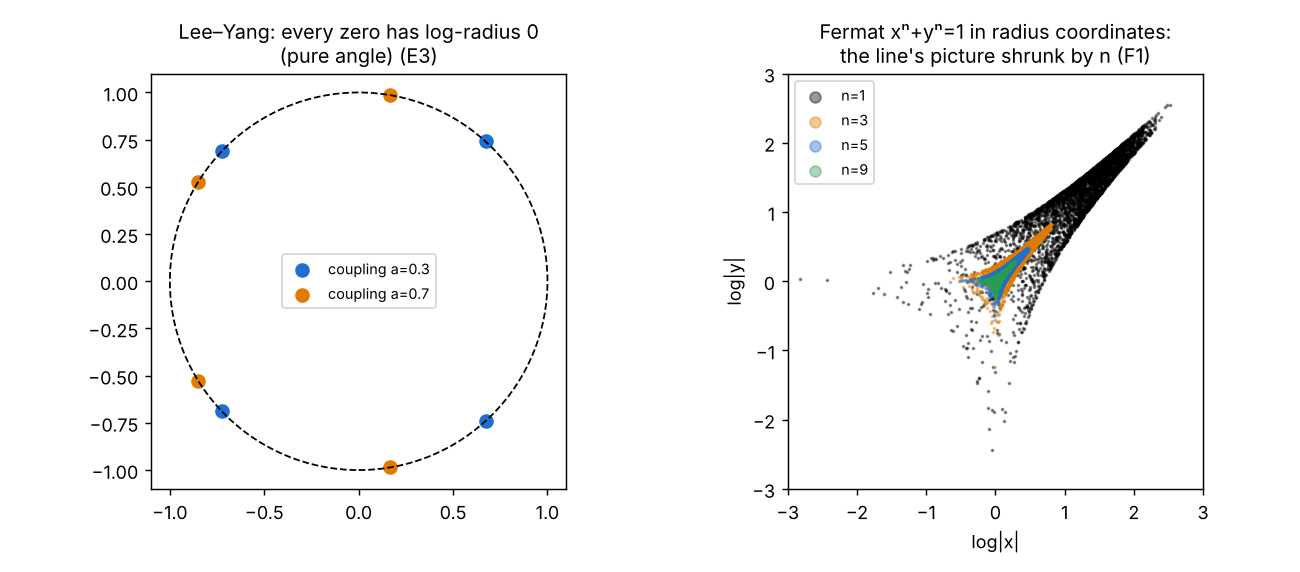 Lee–Yang: every zero has log-radius 0
(pure angle) (E3)
1.00
0.75
0.50
0.25
0.00
−0.25
−0.50
−0.75
−1.00
coupling a=0.3
coupling a=0.7
−1.0
−0.5
0.0
0.5
1.0
Fermat xⁿ+yⁿ=1 in radius coordinates:
the line's picture shrunk by n (F1)
n=1
n=3
n=5
n=9
log|y|
3
2
1
0
−1
−2
−3
−3
−2
−1
0
1
2
3
log|x|